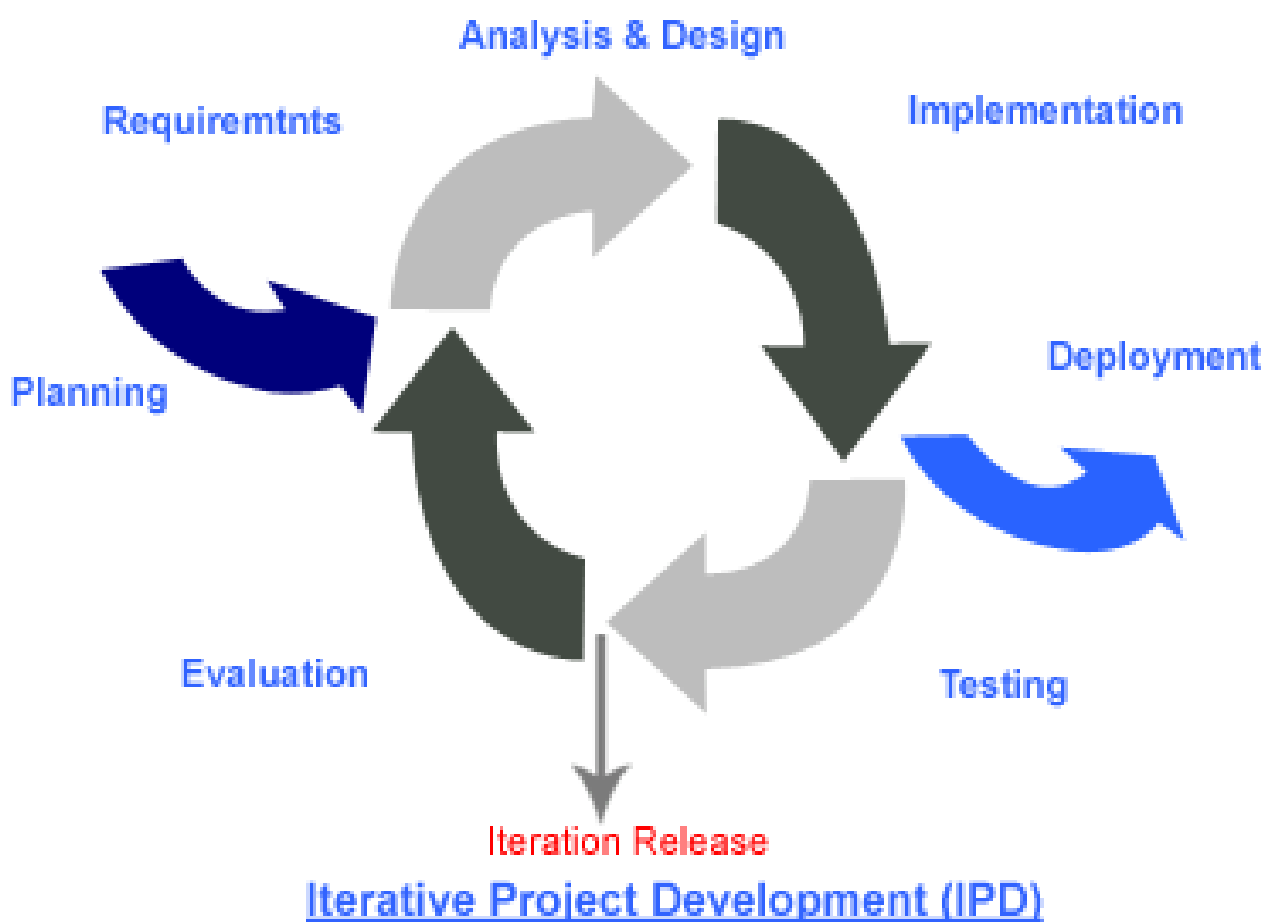 Analysis & Design
Requiremtnts
Implementation
Deployment
Planning
Evaluation
Testing
Iteration Release
Iterative Project Development (IPD)